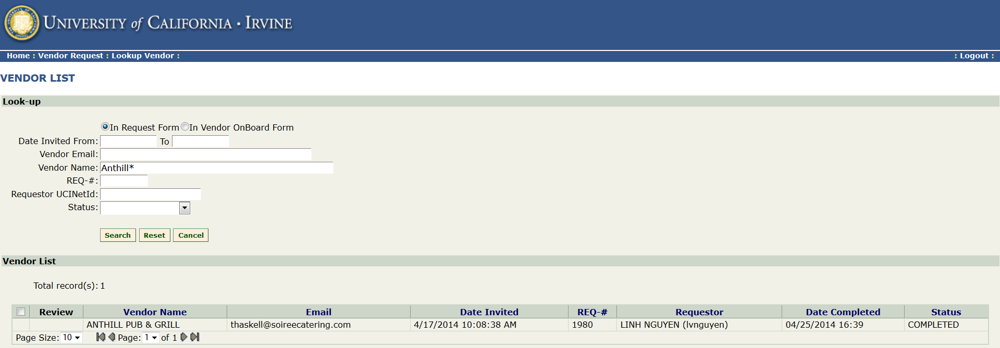 UNIVERSITY of CALIFORNIA · IRVINE
Home : Vendor Request : Lookup Vendor : : Logout :
VENDOR LIST
Look-up
In Request Form In Vendor OnBoard Form
Date Invited From: To
Vendor Email:
Vendor Name: Anthill*
REQ-#:
Requestor UCINetId:
Status:
Search Reset Cancel
Vendor List
Total record(s): 1
Review Vendor Name Email Date Invited REQ-# Requestor Date Completed Status
ANTHILL PUB & GRILL thaskell@soireecatering.com 4/17/2014 10:08:38 AM 1980 LINH NGUYEN (lvnguyen) 04/25/2014 16:39 COMPLETED
Page Size: 10 Page: 1 of 1